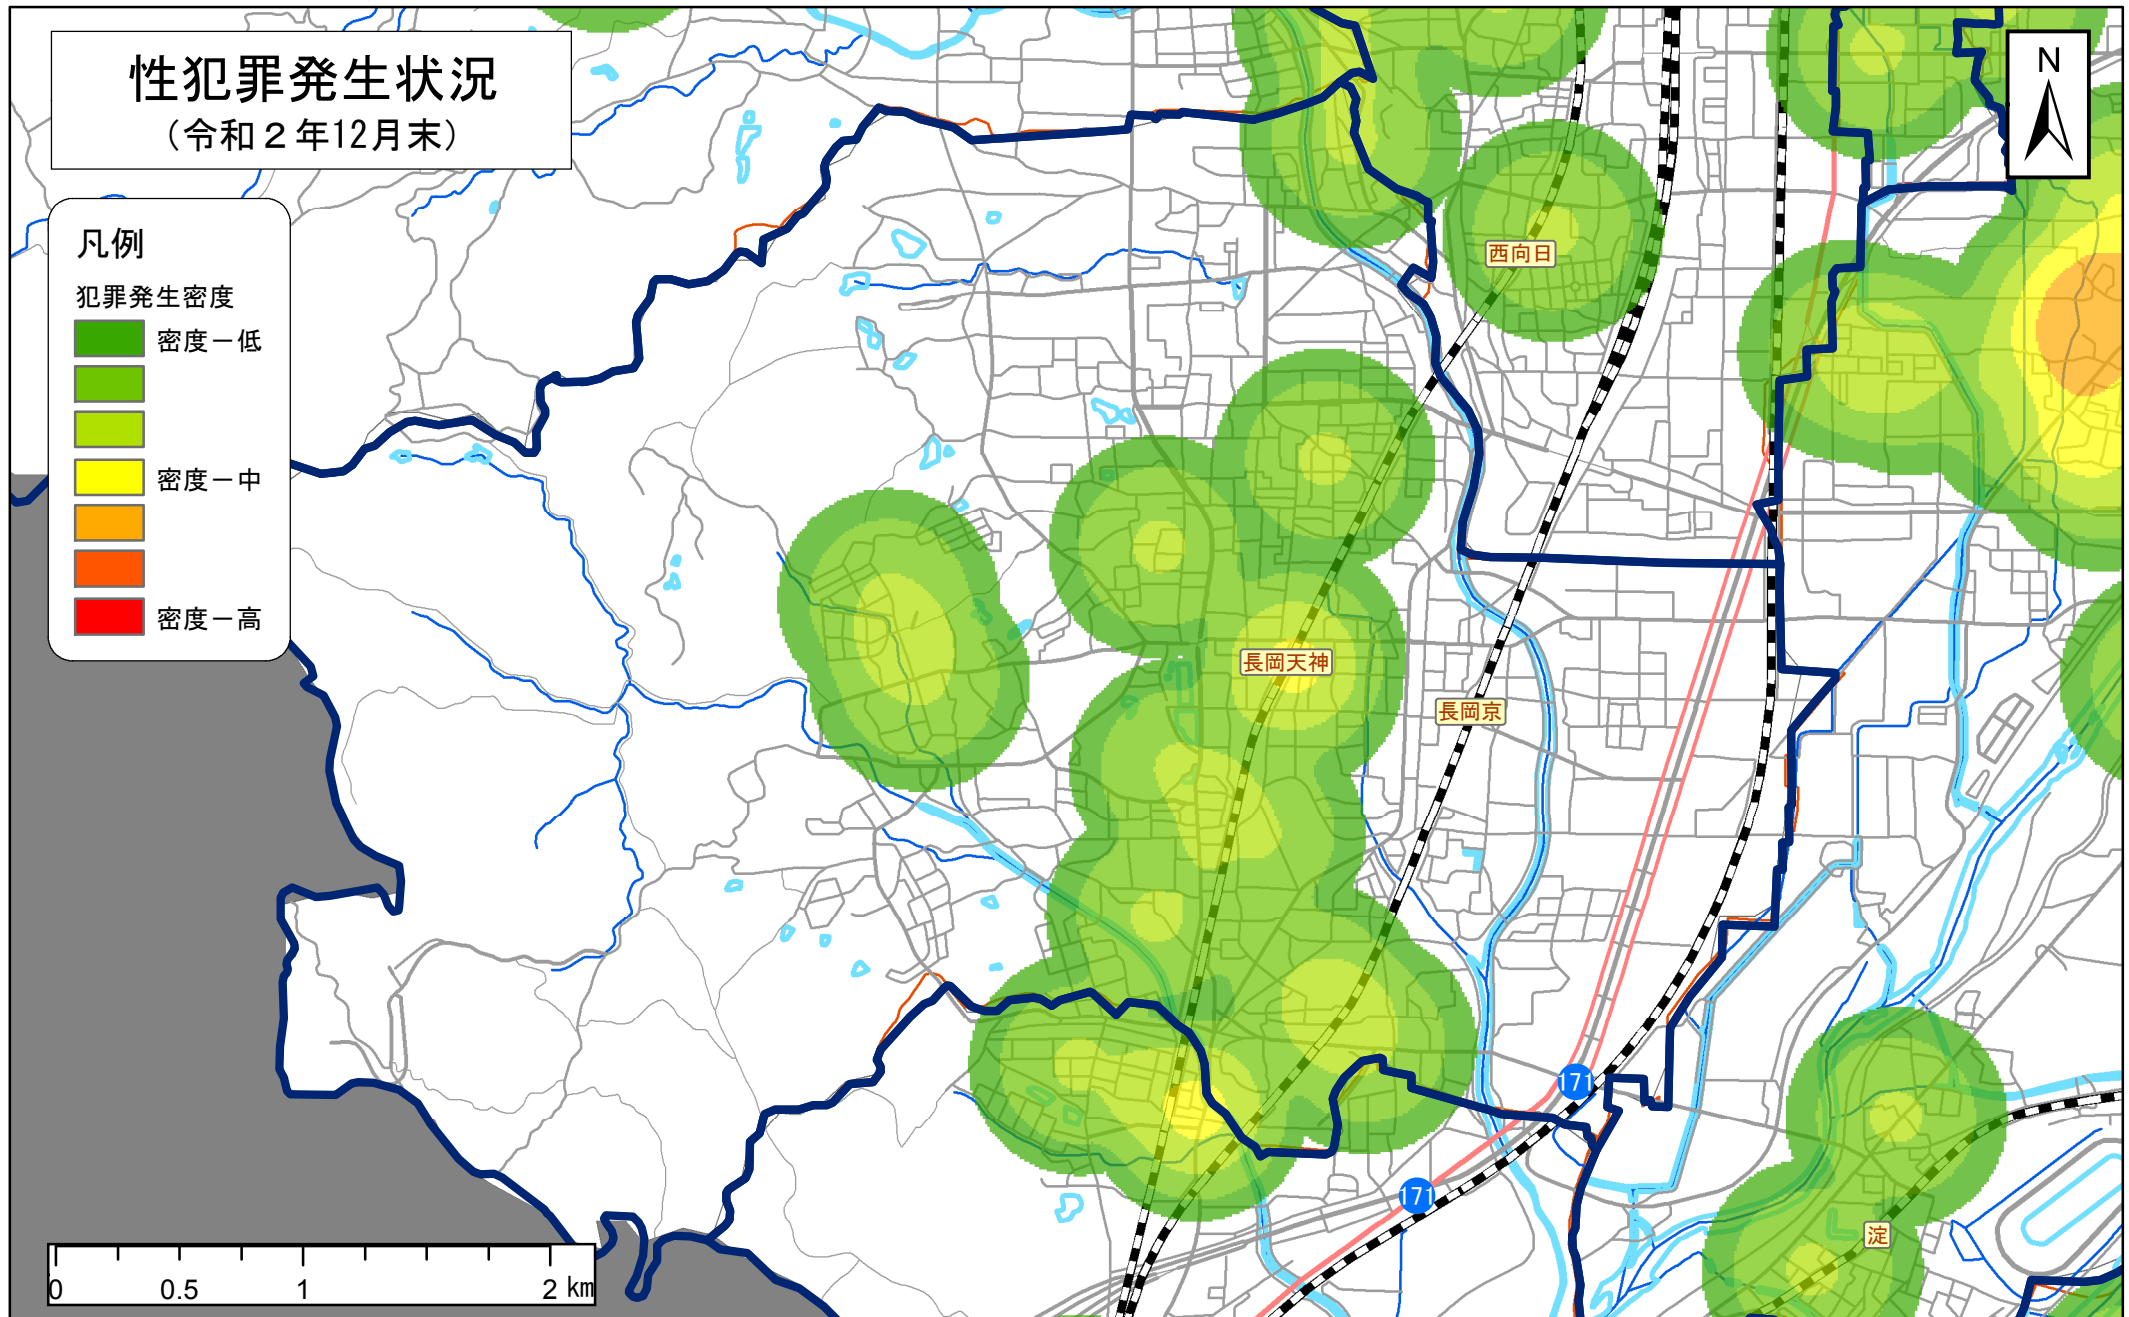 性犯罪発生状況
（令和２年12月末）
N
凡例
犯罪発生密度
密度－低
密度－中
密度－高
西向日
長岡天神
長岡京
171
171
淀
0 0.5 1 2 km